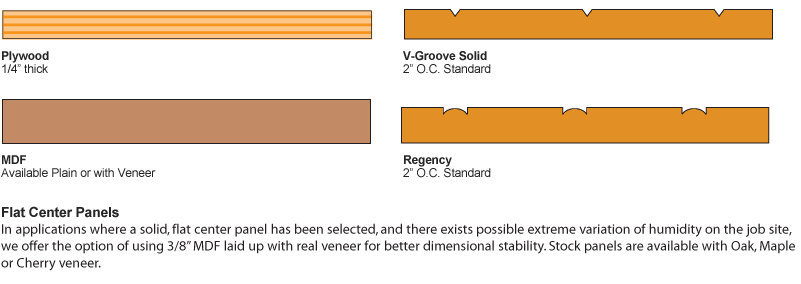 Plywood
1/4" thick
V-Groove Solid
2" O.C. Standard
MDF
Available Plain or with Veneer
Regency
2" O.C. Standard
Flat Center Panels
In applications where a solid, flat center panel has been selected, and there exists possible extreme variation of humidity on the job site,
we offer the option of using 3/8" MDF laid up with real veneer for better dimensional stability. Stock panels are available with Oak, Maple
or Cherry veneer.